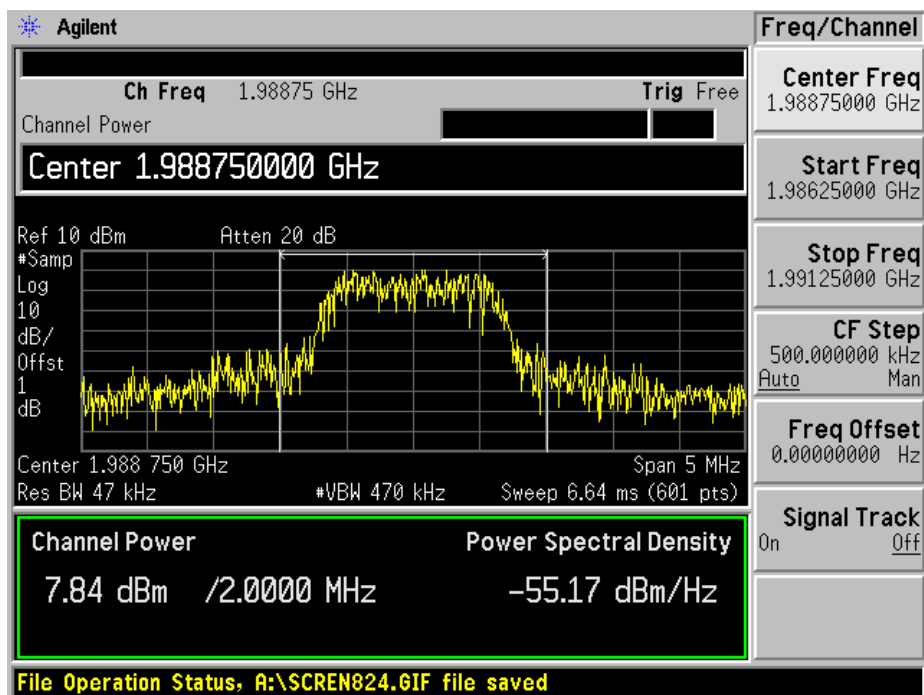 Agilent
Freq/Channel
Ch Freq 1.98875 GHz Trig Free
Channel Power
Center 1.988750000 GHz
Ref 10 dBm Atten 20 dB
#Samp
Log
10
dB/
Offst
1
dB
Center 1.988 750 GHz Span 5 MHz
Res BW 47 kHz #VBW 470 kHz Sweep 6.64 ms (601 pts)
Channel Power Power Spectral Density
7.84 dBm /2.0000 MHz -55.17 dBm/Hz
File Operation Status, A:\SCREN824.GIF file saved
Center Freq
1.98875000 GHz
Start Freq
1.98625000 GHz
Stop Freq
1.99125000 GHz
CF Step
500.000000 kHz
Auto Man
Freq Offset
0.00000000 Hz
Signal Track
On Off